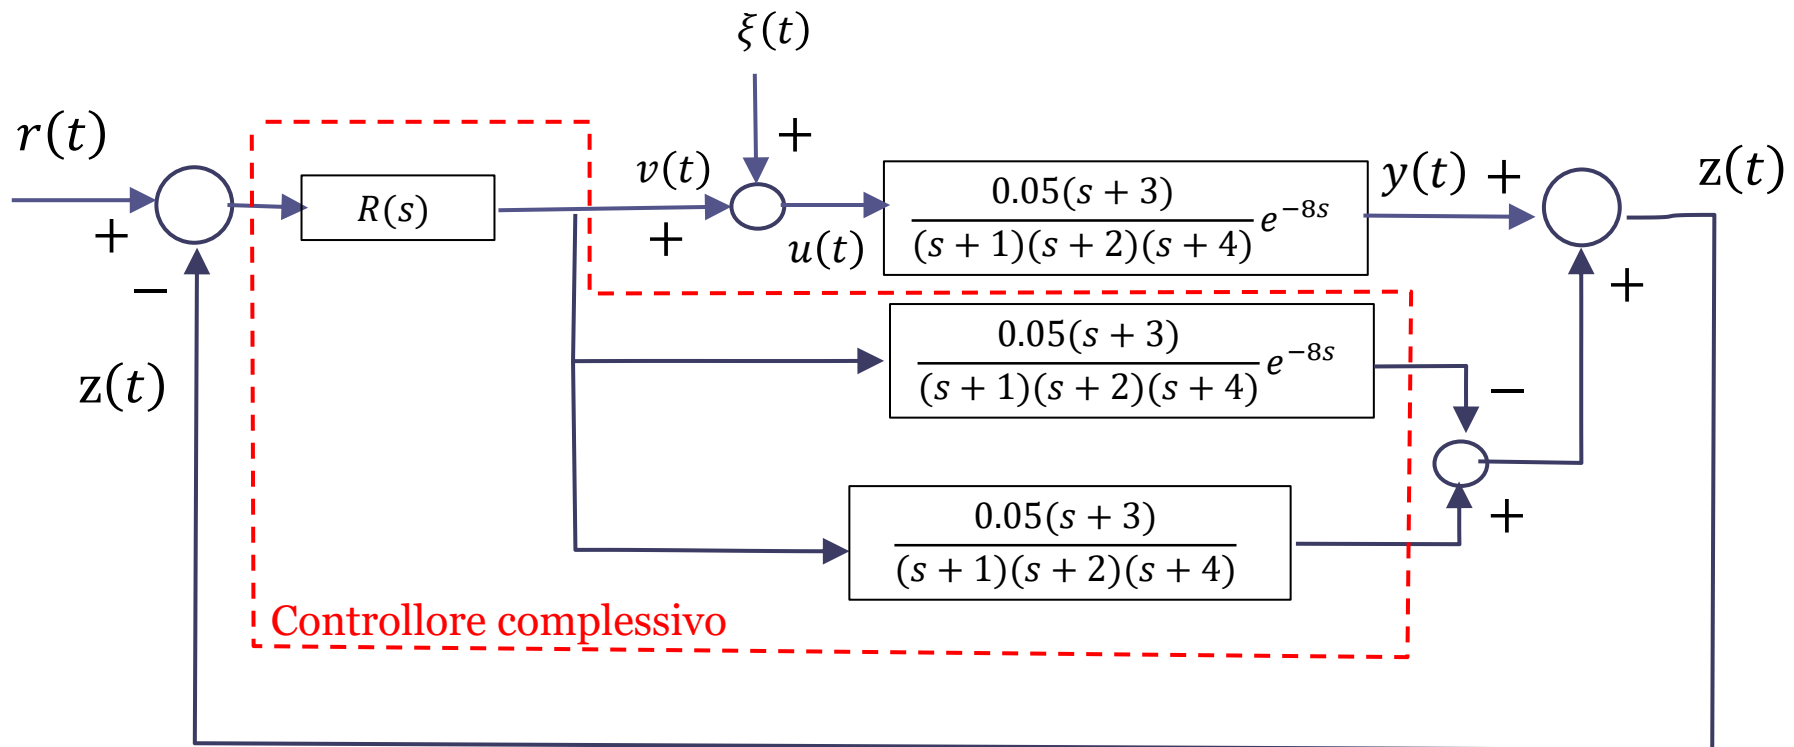 ξ(t)
r(t)
+
−
R(s)
v(t)
+
+
u(t)
0.05(s + 3)
(s + 1)(s + 2)(s + 4)
e^{-8s}
y(t)
+
+
z(t)
z(t)
0.05(s + 3)
(s + 1)(s + 2)(s + 4)
e^{-8s}
−
+
0.05(s + 3)
(s + 1)(s + 2)(s + 4)
Controllore complessivo